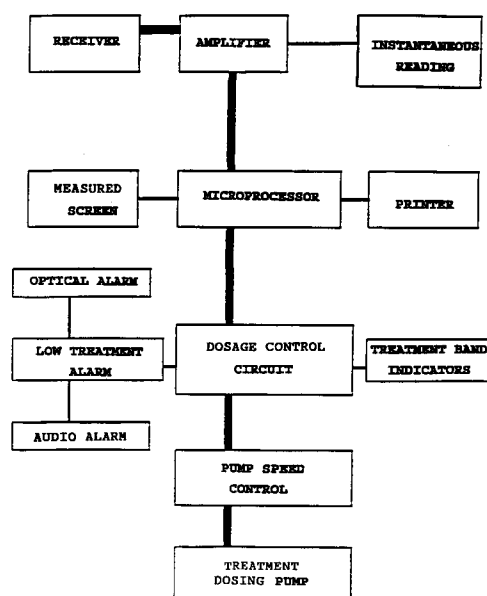 RECEIVER
AMPLIFIER
INSTANTANEOUS
READING
MEASURED
SCREEN
MICROPROCESSOR
PRINTER
OPTICAL ALARM
LOW TREATMENT
ALARM
DOSAGE CONTROL
CIRCUIT
TREATMENT BAND
INDICATORS
AUDIO ALARM
PUMP SPEED
CONTROL
TREATMENT
DOSING PUMP